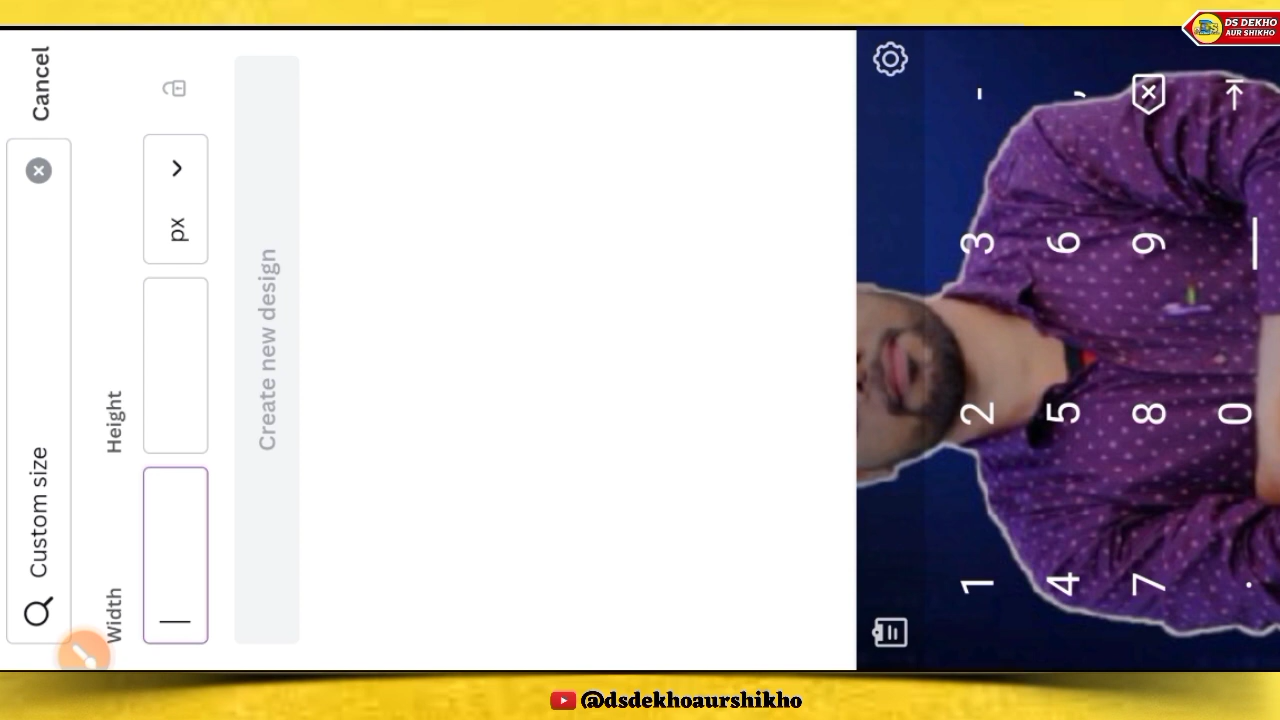 DS DEKHO
AUR SHIKHO
Custom size
Cancel
Width
Height
px
Create new design
1 2 3 -
4 5 6 ,
7 8 9
. 0
@dsdekhoaurshikho